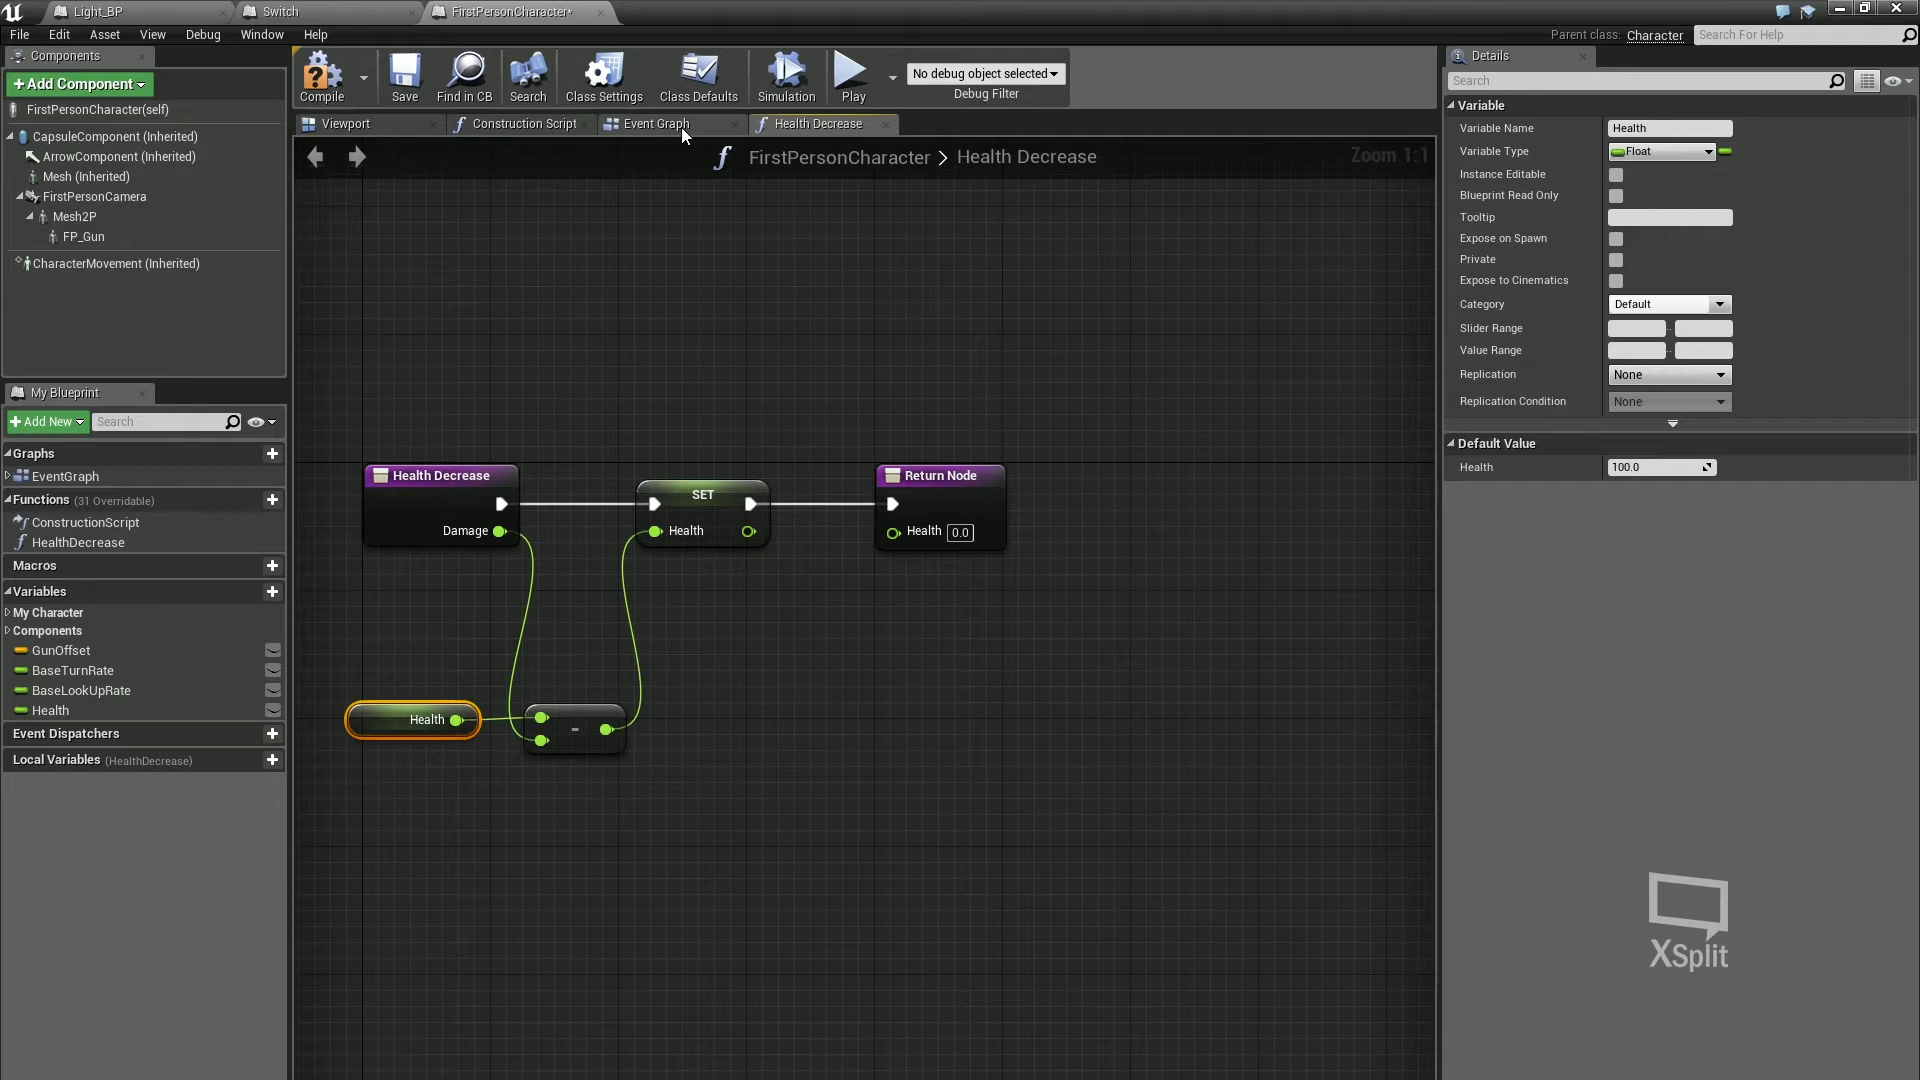 Light_BP
Switch
FirstPersonCharacter*
File Edit Asset View Debug Window Help
Parent class: Character
Search For Help
Components
+Add Component
FirstPersonCharacter(self)
CapsuleComponent (Inherited)
ArrowComponent (Inherited)
Mesh (Inherited)
FirstPersonCamera
Mesh2P
FP_Gun
CharacterMovement (Inherited)
My Blueprint
+Add New
Search
Graphs
EventGraph
Functions (31 Overridable)
ConstructionScript
HealthDecrease
Macros
Variables
My Character
Components
GunOffset
BaseTurnRate
BaseLookUpRate
Health
Event Dispatchers
Local Variables (HealthDecrease)
Compile
Save
Find in CB
Search
Class Settings
Class Defaults
Simulation
Play
No debug object selected
Debug Filter
Viewport
Construction Script
Event Graph
Health Decrease
FirstPersonCharacter > Health Decrease
Zoom 1:1
Health Decrease
Damage
SET
Health
Return Node
Health 0.0
Health
-
Details
Search
Variable
Variable Name Health
Variable Type Float
Instance Editable
Blueprint Read Only
Tooltip
Expose on Spawn
Private
Expose to Cinematics
Category Default
Slider Range
Value Range
Replication None
Replication Condition None
Default Value
Health 100.0
XSplit